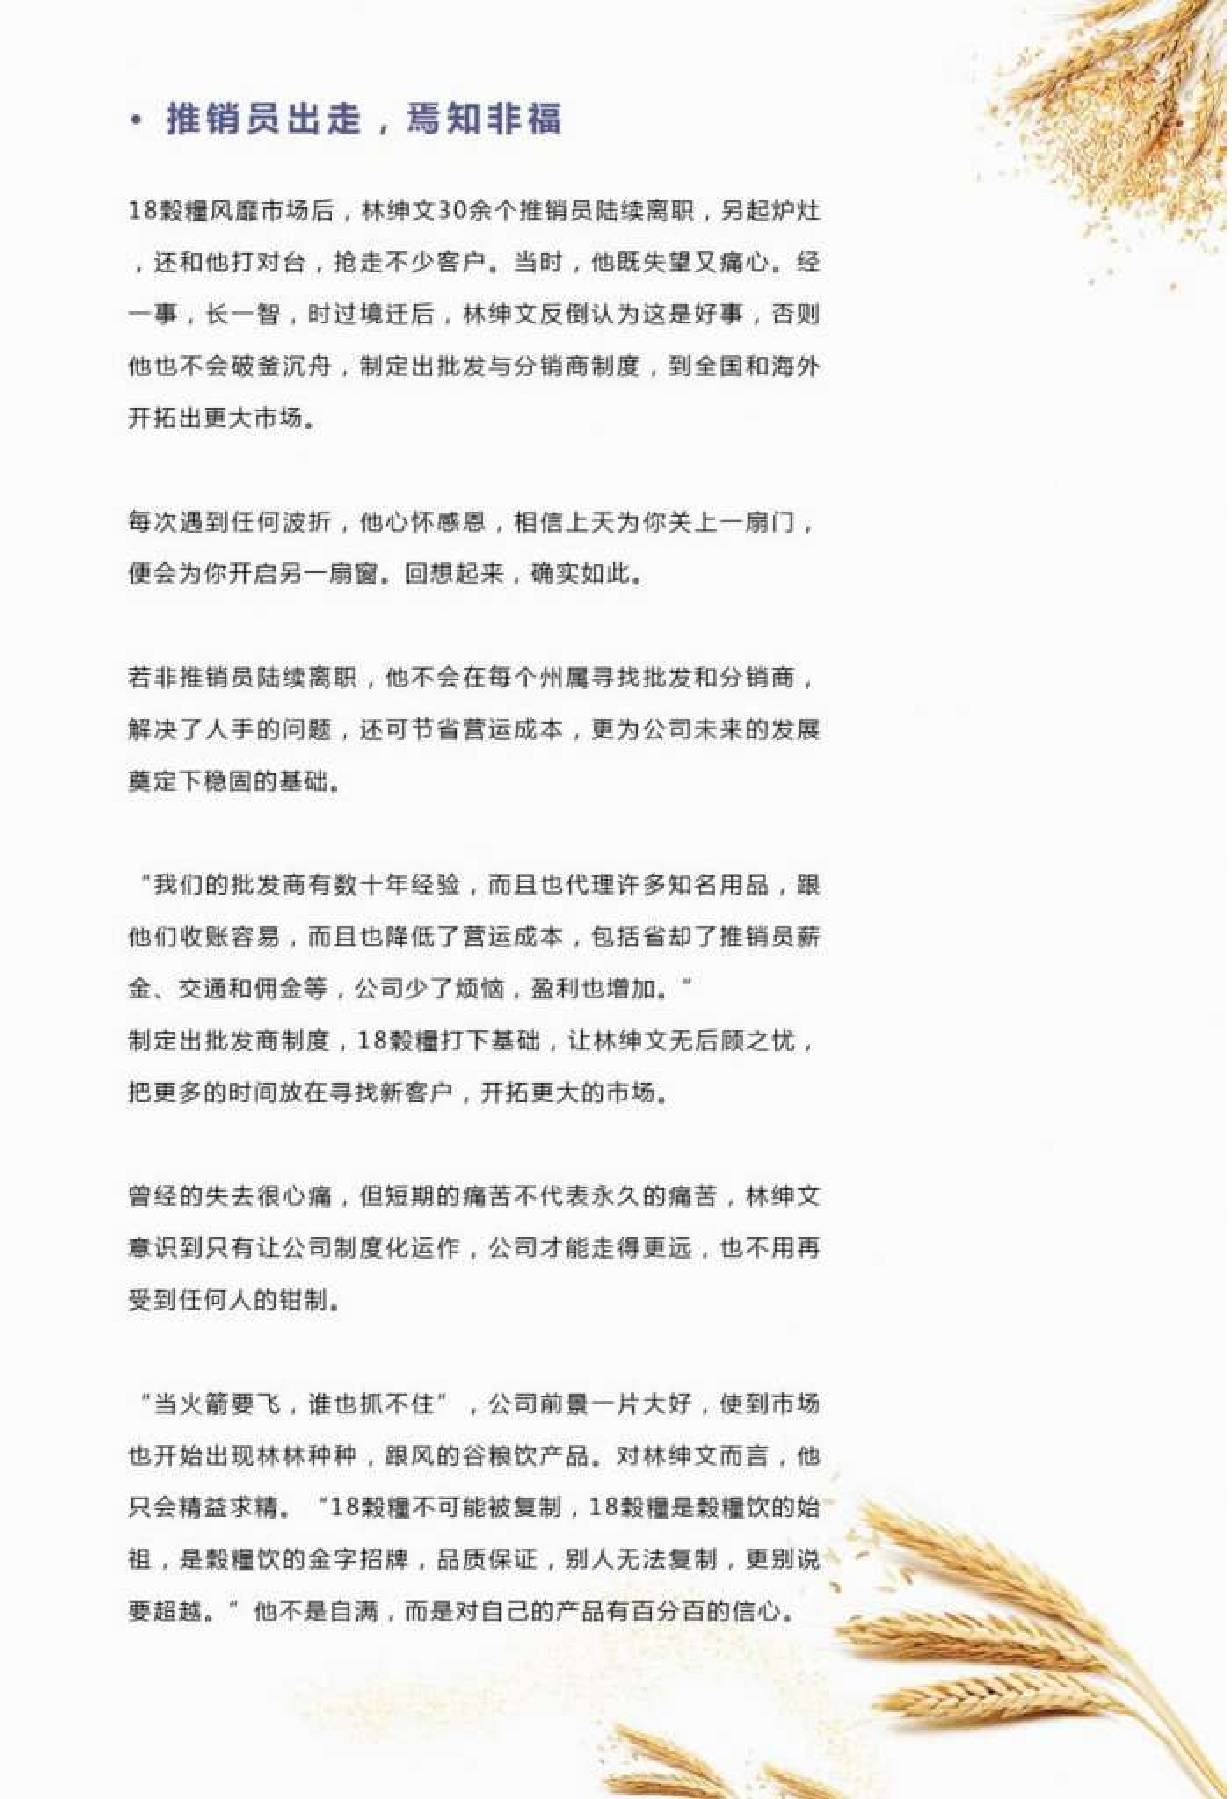 • 推销员出走，焉知非福
18榖糧风靡市场后，林绅文30余个推销员陆续离职，另起炉灶
，还和他打对台，抢走不少客户。当时，他既失望又痛心。经
一事，长一智，时过境迁后，林绅文反倒认为这是好事，否则
他也不会破釜沉舟，制定出批发与分销商制度，到全国和海外
开拓出更大市场。
每次遇到任何波折，他心怀感恩，相信上天为你关上一扇门，
便会为你开启另一扇窗。回想起来，确实如此。
若非推销员陆续离职，他不会在每个州属寻找批发和分销商，
解决了人手的问题，还可节省营运成本，更为公司未来的发展
奠定下稳固的基础。
“我们的批发商有数十年经验，而且也代理许多知名用品，跟
他们收账容易，而且也降低了营运成本，包括省却了推销员薪
金、交通和佣金等，公司少了烦恼，盈利也增加。”
制定出批发商制度，18榖糧打下基础，让林绅文无后顾之忧，
把更多的时间放在寻找新客户，开拓更大的市场。
曾经的失去很心痛，但短期的痛苦不代表永久的痛苦，林绅文
意识到只有让公司制度化运作，公司才能走得更远，也不用再
受到任何人的钳制。
“当火箭要飞，谁也抓不住”，公司前景一片大好，使到市场
也开始出现林林种种，跟风的谷粮饮产品。对林绅文而言，他
只会精益求精。“18榖糧不可能被复制，18榖糧是榖糧饮的始
祖，是榖糧饮的金字招牌，品质保证，别人无法复制，更别说
要超越。”他不是自满，而是对自己的产品有百分百的信心。